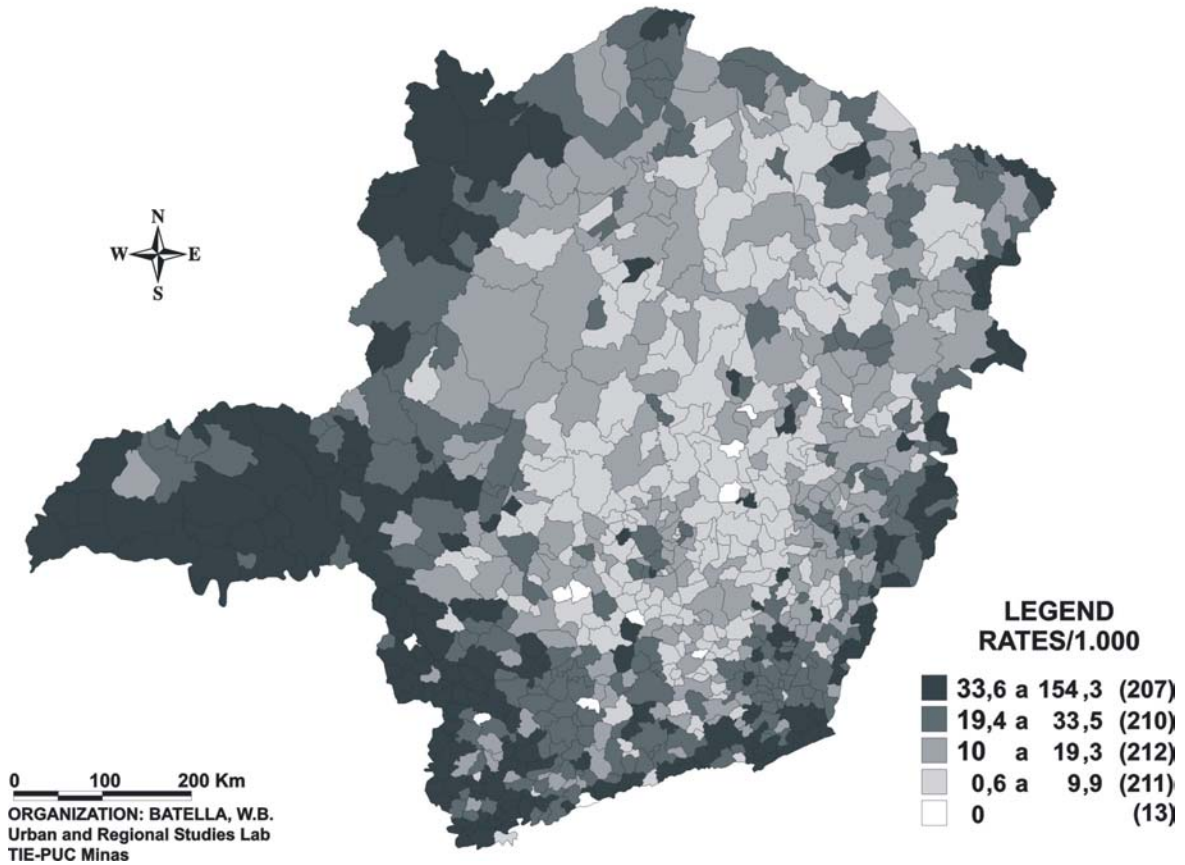 N
W E
S
LEGEND
RATES/1.000
33,6 a 154,3 (207)
19,4 a 33,5 (210)
10 a 19,3 (212)
0,6 a 9,9 (211)
0 (13)
0 100 200 Km
ORGANIZATION: BATELLA, W.B.
Urban and Regional Studies Lab
TIE-PUC Minas